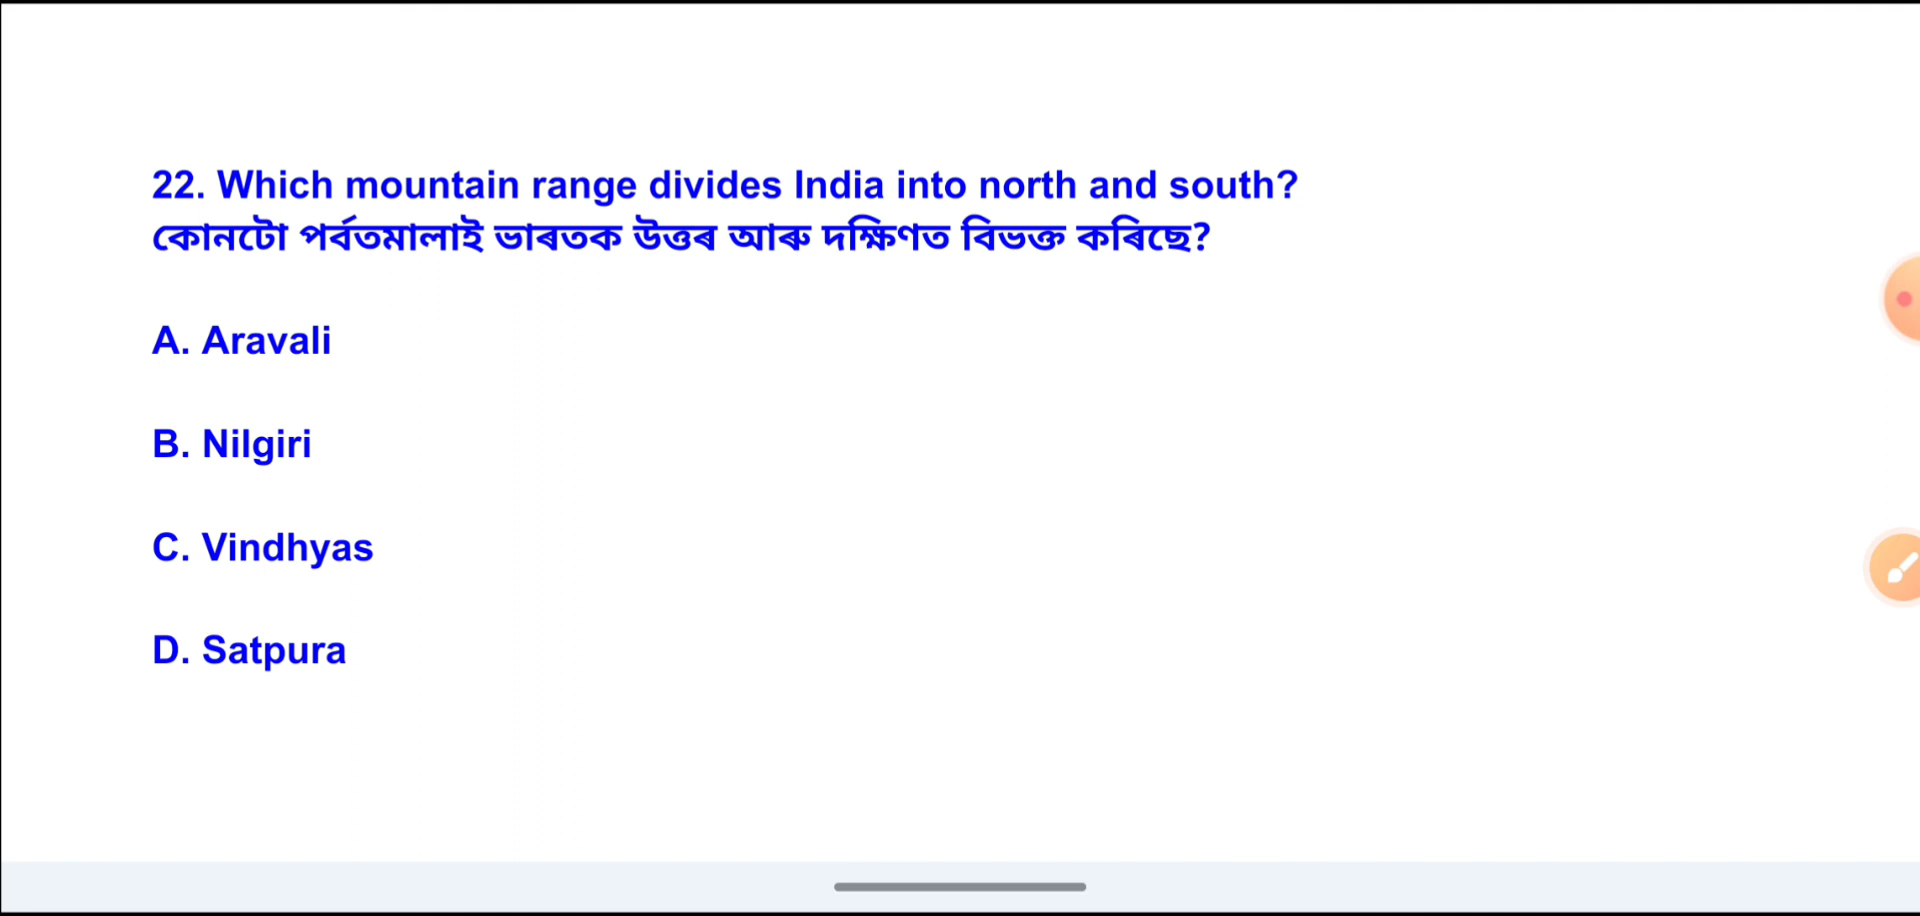 22. Which mountain range divides India into north and south?
কোনটো পৰ্বতমালাই ভাৰতক উত্তৰ আৰু দক্ষিণত বিভক্ত কৰিছে?
A. Aravali
B. Nilgiri
C. Vindhyas
D. Satpura